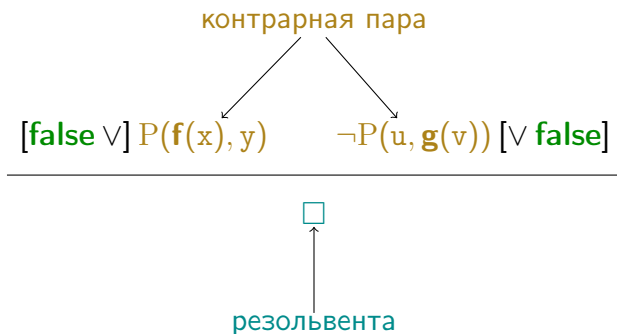 контрарная пара
[false ∨] P(f(x), y) ¬P(u, g(v)) [∨ false]
□
резольвента